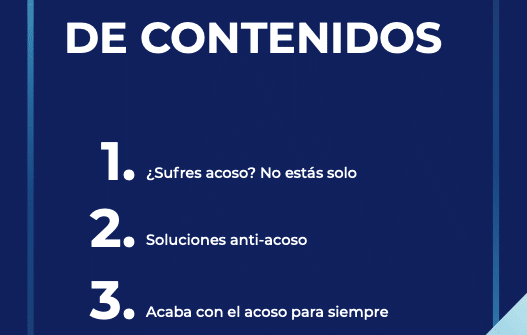 DE CONTENIDOS
1. ¿Sufres acoso? No estás solo
2. Soluciones anti-acoso
3. Acaba con el acoso para siempre